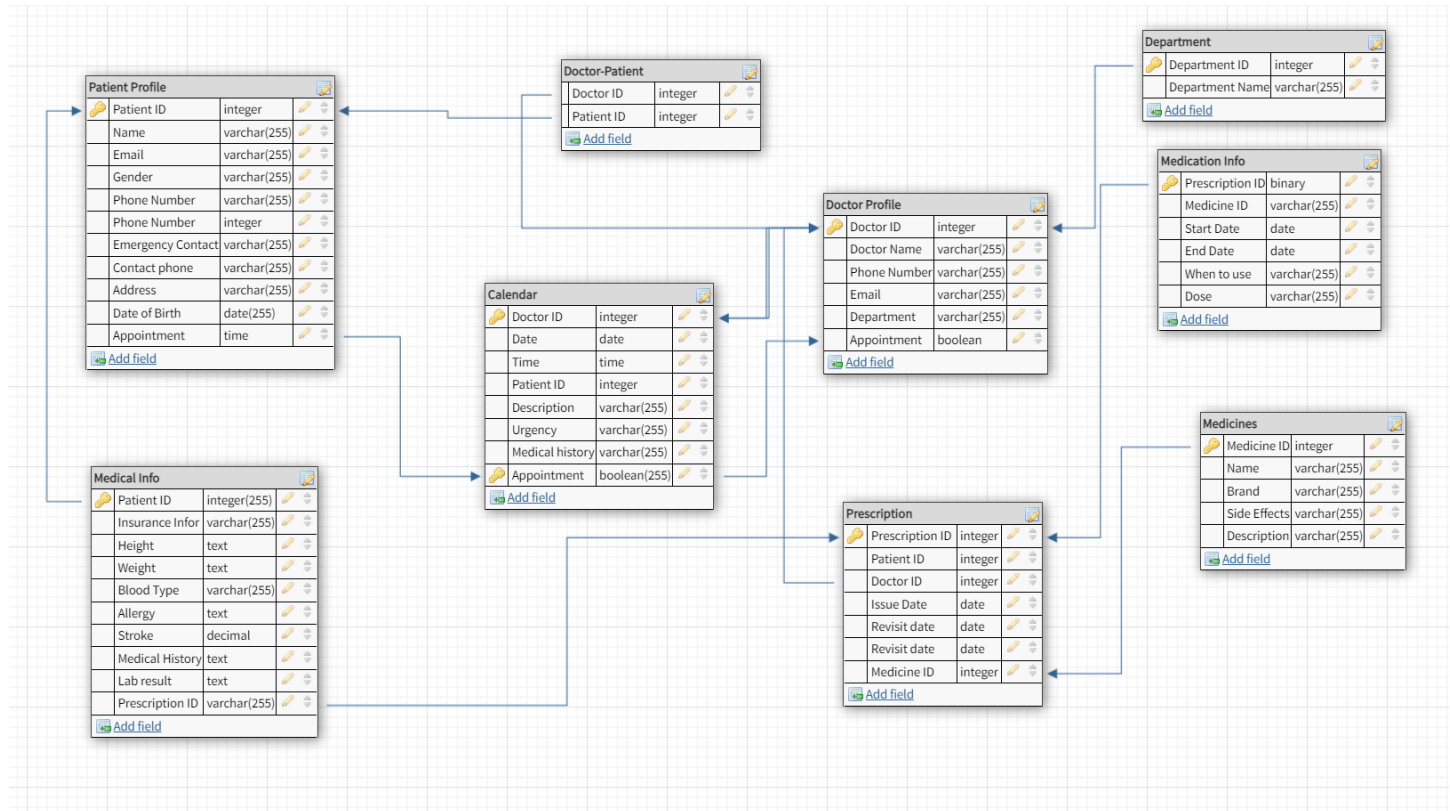 Patient Profile
Patient ID integer
Name varchar(255)
Email varchar(255)
Gender varchar(255)
Phone Number varchar(255)
Phone Number integer
Emergency Contact varchar(255)
Contact phone varchar(255)
Address varchar(255)
Date of Birth date(255)
Appointment time
Add field
Doctor-Patient
Doctor ID integer
Patient ID integer
Add field
Department
Department ID integer
Department Name varchar(255)
Add field
Medication Info
Prescription ID binary
Medicine ID varchar(255)
Start Date date
End Date date
When to use varchar(255)
Dose varchar(255)
Add field
Doctor Profile
Doctor ID integer
Doctor Name varchar(255)
Phone Number varchar(255)
Email varchar(255)
Department varchar(255)
Appointment boolean
Add field
Calendar
Doctor ID integer
Date date
Time time
Patient ID integer
Description varchar(255)
Urgency varchar(255)
Medical history varchar(255)
Appointment boolean(255)
Add field
Medical Info
Patient ID integer(255)
Insurance Infor varchar(255)
Height text
Weight text
Blood Type varchar(255)
Allergy text
Stroke decimal
Medical History text
Lab result text
Prescription ID varchar(255)
Add field
Prescription
Prescription ID integer
Patient ID integer
Doctor ID integer
Issue Date date
Revisit date date
Revisit date date
Medicine ID integer
Add field
Medicines
Medicine ID integer
Name varchar(255)
Brand varchar(255)
Side Effects varchar(255)
Description varchar(255)
Add field